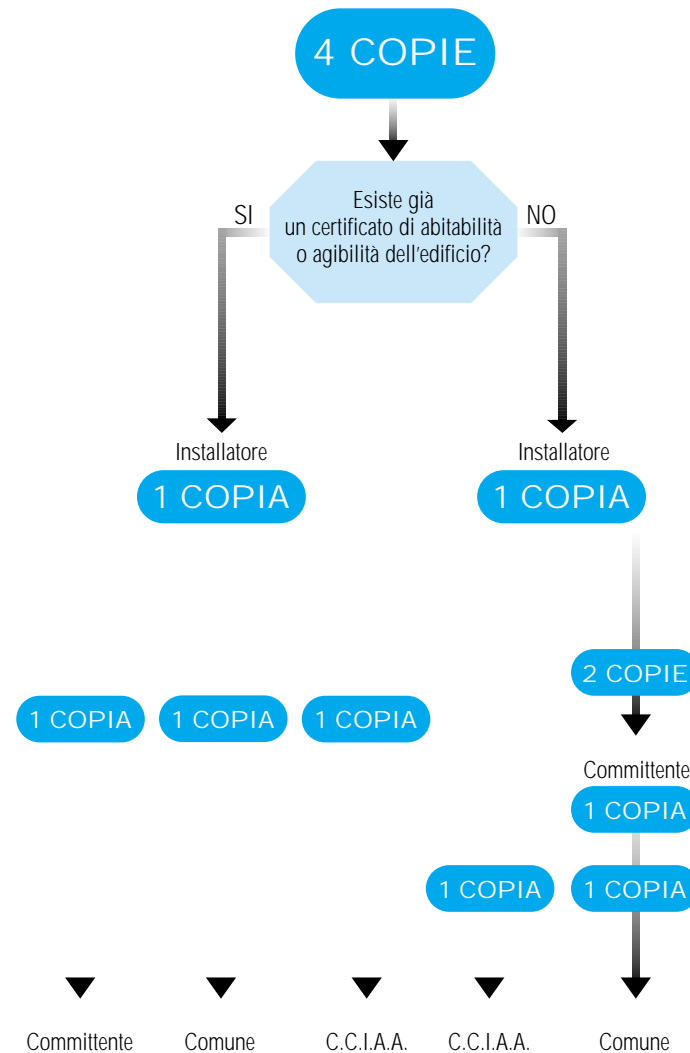 4 COPIE
Esiste già
SI
un certificato di abitabilità
NO
o agibilità dell'edificio?
Installatore
Installatore
1 COPIA
1 COPIA
2 COPIE
1 COPIA
1 COPIA
1 COPIA
Committente
1 COPIA
1 COPIA
1 COPIA
Committente
Comune
C.C.I.A.A.
C.C.I.A.A.
Comune